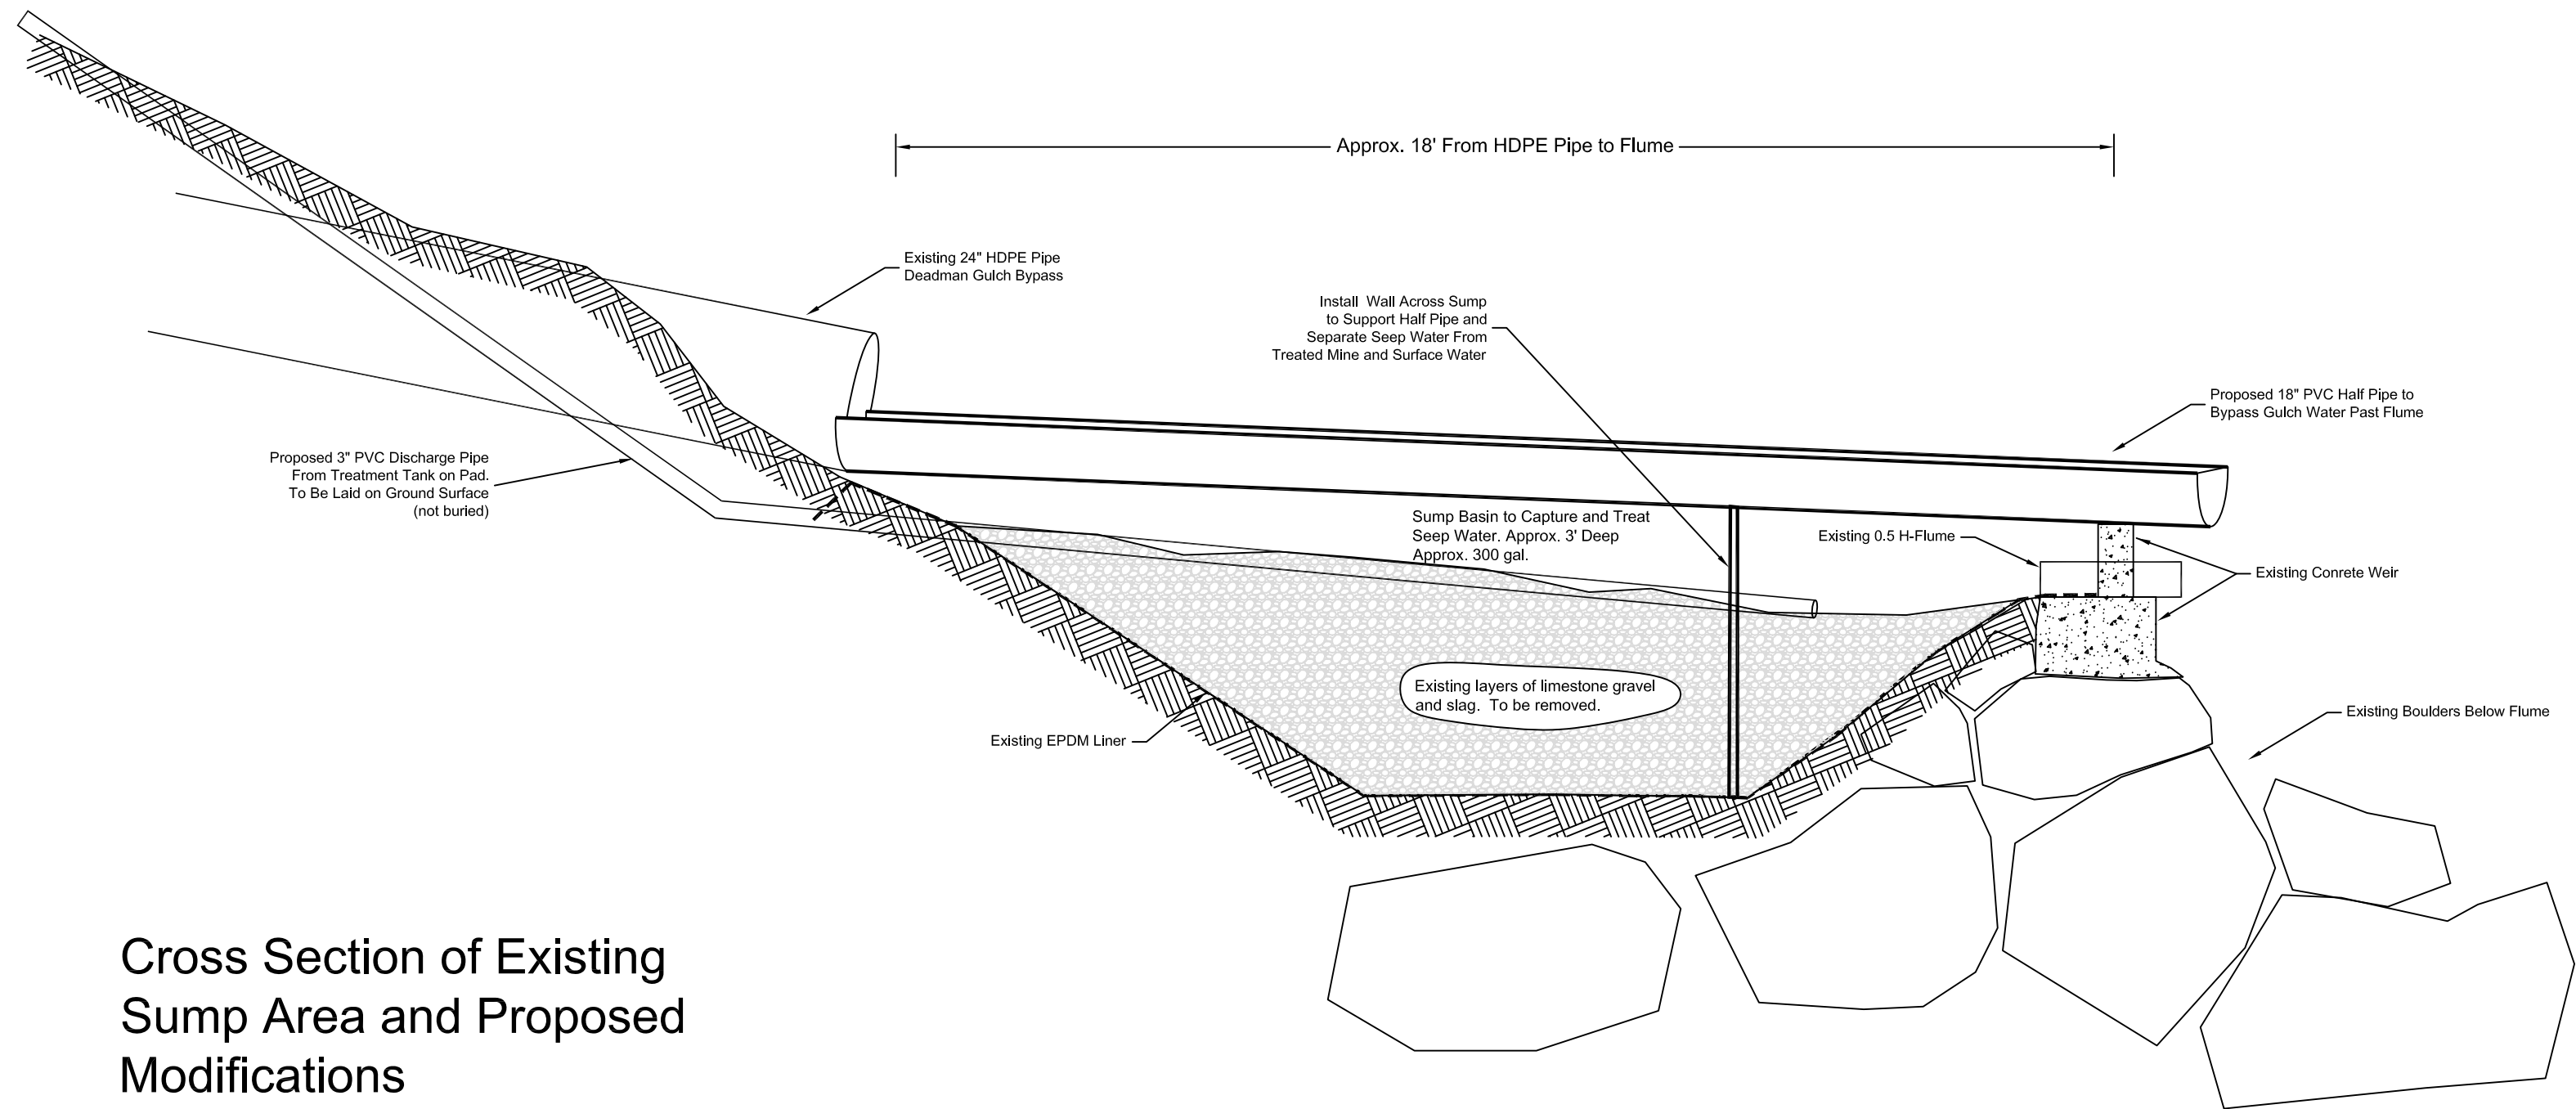 Approx. 18' From HDPE Pipe to Flume
Existing 24" HDPE Pipe
Deadman Gulch Bypass
Install Wall Across Sump
to Support Half Pipe and
Separate Seep Water From
Treated Mine and Surface Water
Proposed 18" PVC Half Pipe to
Bypass Gulch Water Past Flume
Proposed 3" PVC Discharge Pipe
From Treatment Tank on Pad.
To Be Laid on Ground Surface
(not buried)
Sump Basin to Capture and Treat
Seep Water. Approx. 3' Deep
Approx. 300 gal.
Existing 0.5 H-Flume
Existing Conrete Weir
Existing layers of limestone gravel
and slag. To be removed.
Existing EPDM Liner
Existing Boulders Below Flume
Cross Section of Existing
Sump Area and Proposed
Modifications